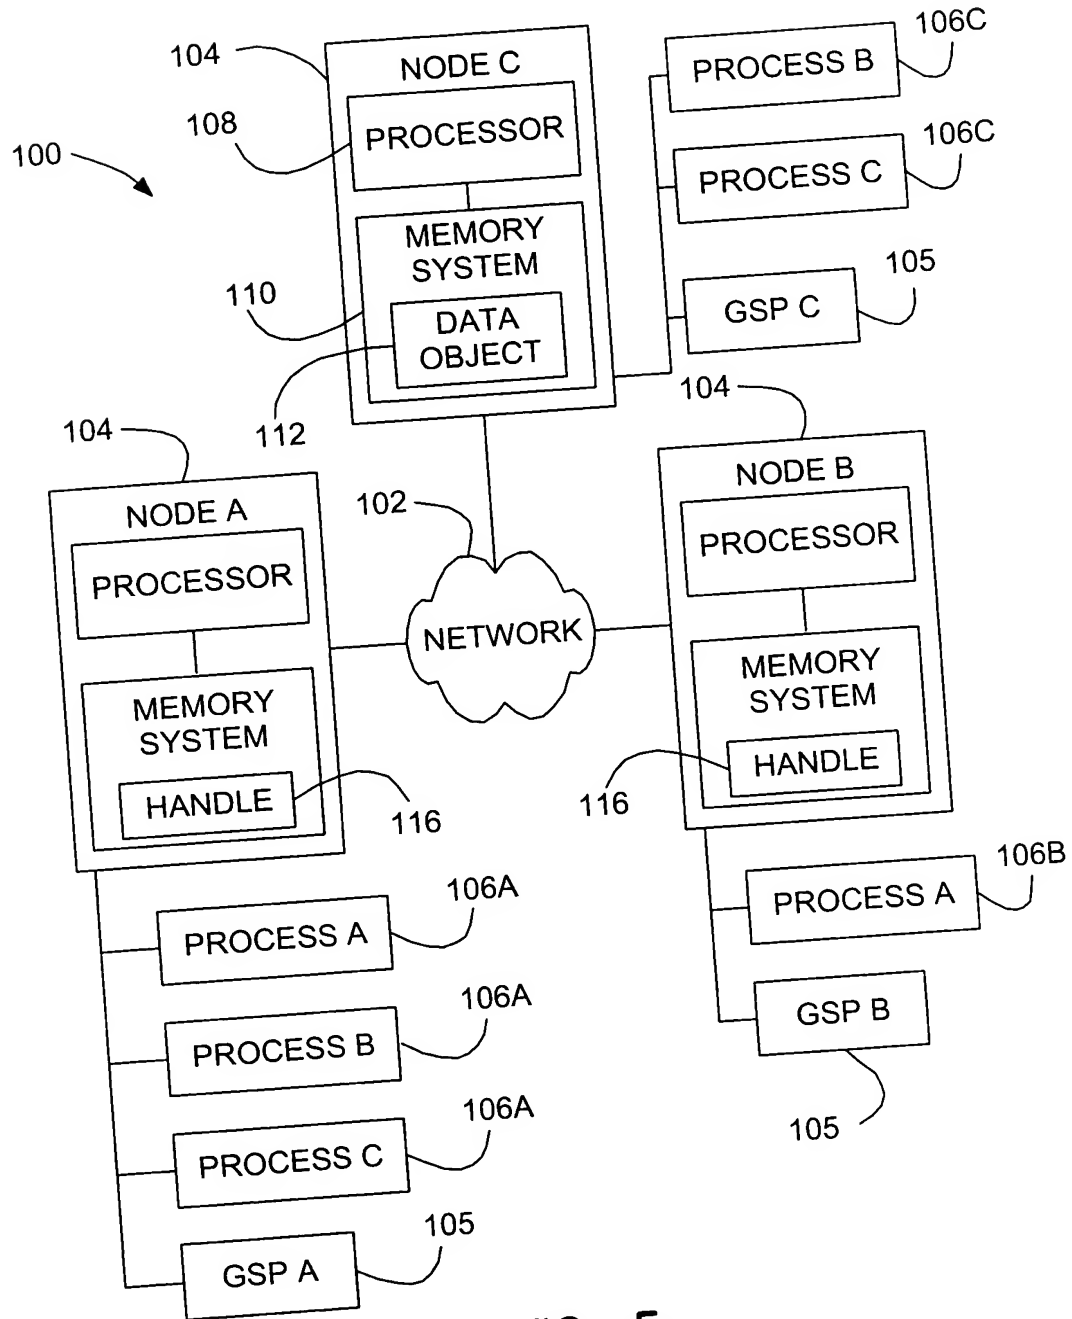 104
NODE C
PROCESSOR
108
100
MEMORY
SYSTEM
110
DATA
OBJECT
112
PROCESS B
106C
PROCESS C
106C
GSP C
105
104
NODE A
PROCESSOR
MEMORY
SYSTEM
HANDLE
116
102
NETWORK
104
NODE B
PROCESSOR
MEMORY
SYSTEM
HANDLE
116
PROCESS A
106A
PROCESS B
106A
PROCESS C
106A
GSP A
105
PROCESS A
106B
GSP B
105